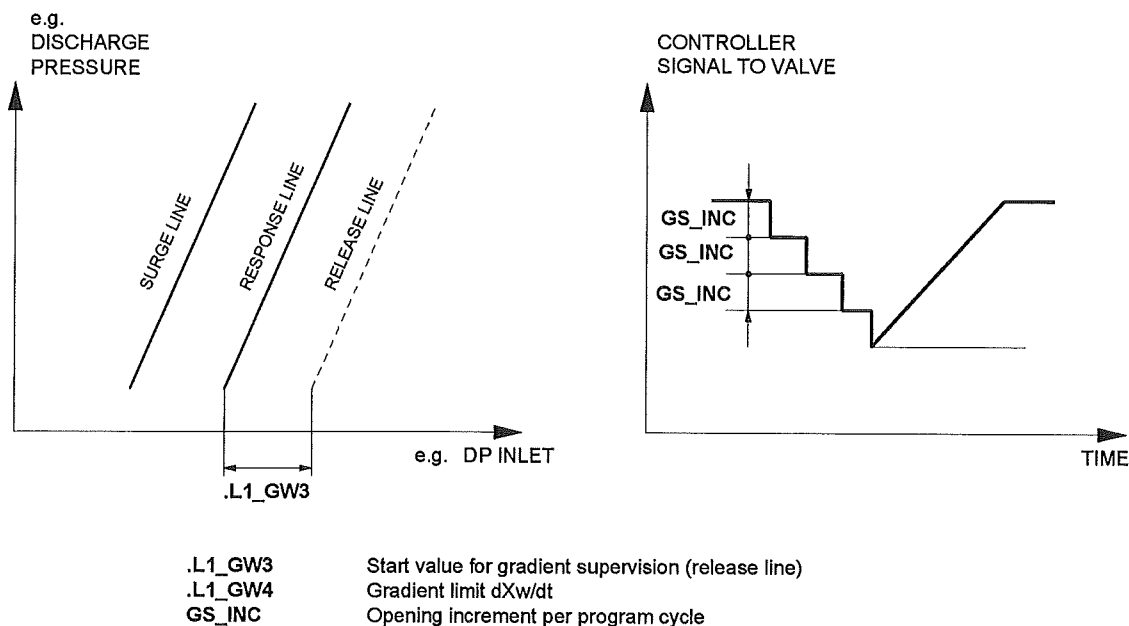 e.g.
DISCHARGE
PRESSURE
SURGE LINE
RESPONSE LINE
RELEASE LINE
e.g. DP INLET
.L1_GW3
CONTROLLER
SIGNAL TO VALVE
GS_INC
GS_INC
GS_INC
TIME
.L1_GW3 Start value for gradient supervision (release line)
.L1_GW4 Gradient limit dXw/dt
GS_INC Opening increment per program cycle